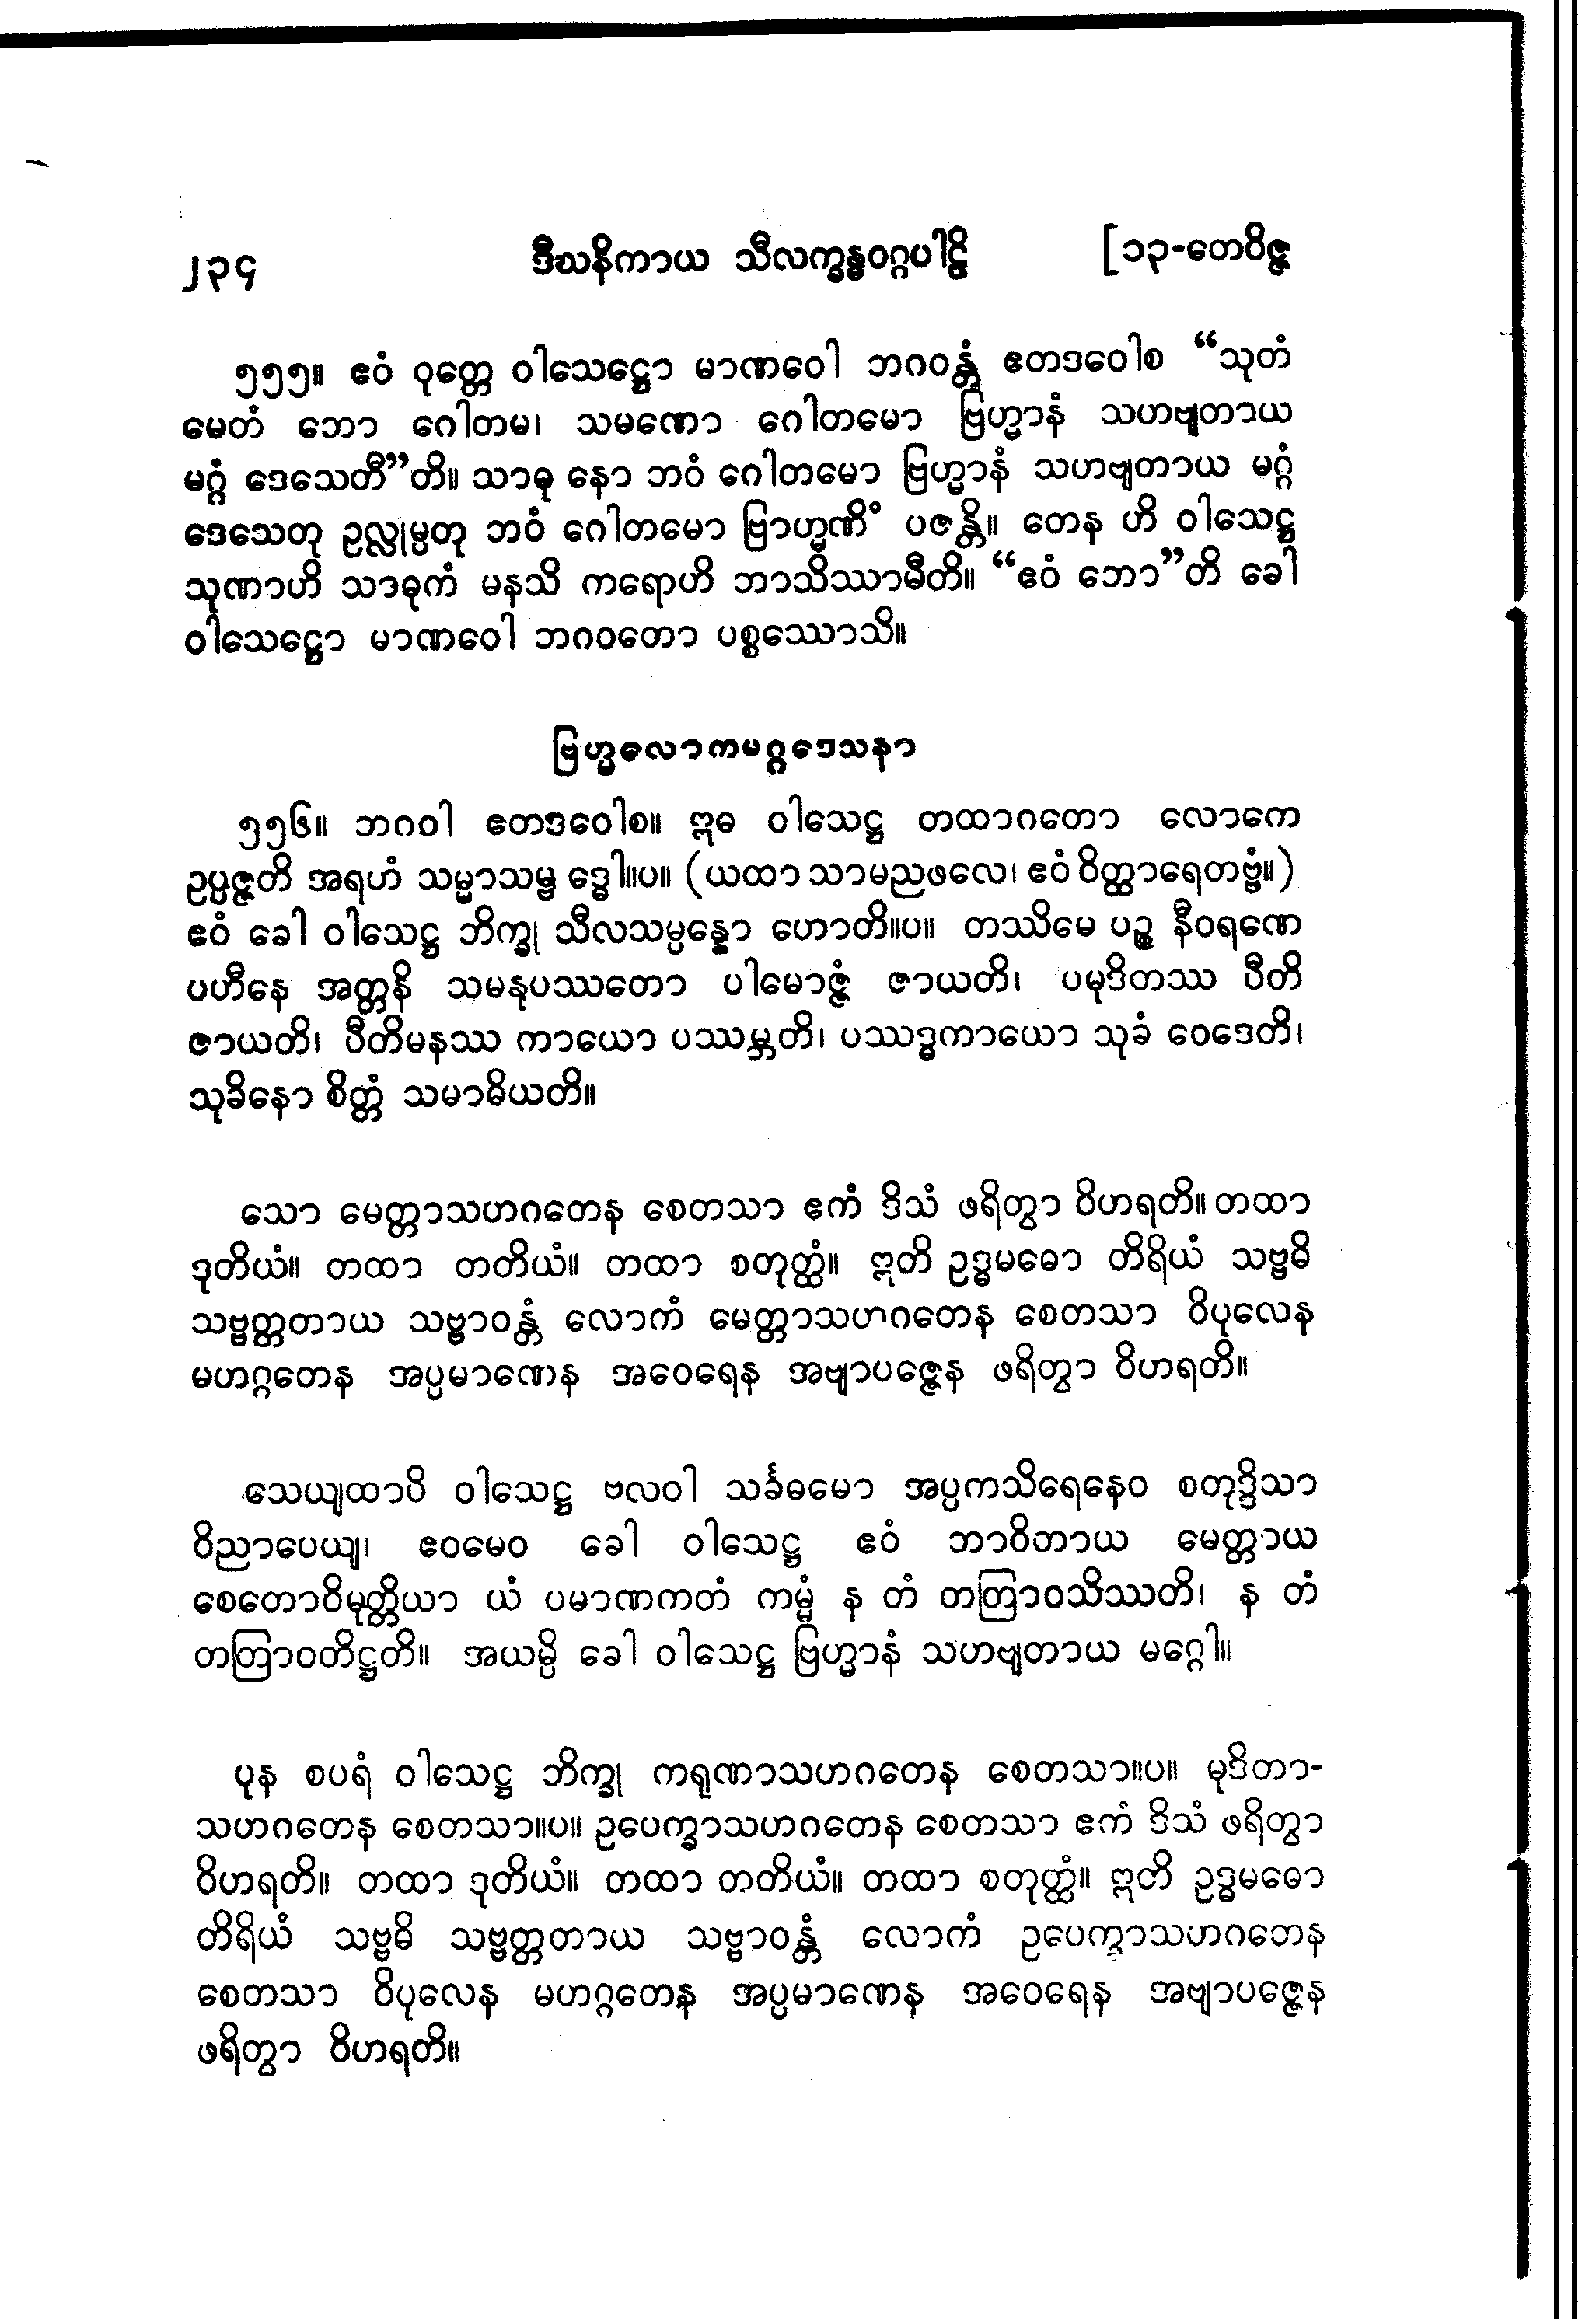 ၂၃၄ ဒီဃနိကာယ သီလက္ခန္ဓဝဂ္ဂပါဠိ [၁၃-တေဝိဇ္ဇ
၅၅၅။ ဧဝံ ဝုတ္တေ ဝါသေဋ္ဌော မာဏဝေါ ဘဂဝန္တံ ဧတဒဝေါစ “သုတံ
မေတံ ဘော ဂေါတမ၊ သမဏော ဂေါတမော ဗြဟ္မာနံ သဟဗျတာယ
မဂ္ဂံ ဒေသေတီ”တိ။ သာဓု နော ဘဝံ ဂေါတမော ဗြဟ္မာနံ သဟဗျတာယ မဂ္ဂံ
ဒေသေတု ဥလ္လုမ္ပတု ဘဝံ ဂေါတမော ဗြာဟ္မဏိံ ပဇန္တိ။ တေန ဟိ ဝါသေဋ္ဌ
သုဏာဟိ သာဓုကံ မနသိ ကရောဟိ ဘာသိဿာမီတိ။ “ဧဝံ ဘော”တိ ခေါ
ဝါသေဋ္ဌော မာဏဝေါ ဘဂဝတော ပစ္စဿောသိ။
ဗြဟ္မလောကမဂ္ဂဒေသနာ
၅၅၆။ ဘဂဝါ ဧတဒဝေါစ။ ဣဓ ဝါသေဋ္ဌ တထာဂတော လောကေ
ဥပ္ပဇ္ဇတိ အရဟံ သမ္မာသမ္ဗုဒ္ဓေါ။ပ။ (ယထာ သာမညဖလေ၊ ဧဝံ ဝိတ္ထာရေတဗ္ဗံ။)
ဧဝံ ခေါ ဝါသေဋ္ဌ ဘိက္ခု သီလသမ္ပန္နော ဟောတိ။ပ။ တဿိမေ ပဉ္စ နီဝရဏေ
ပဟီနေ အတ္တနိ သမနုပဿတော ပါမောဇ္ဇံ ဇာယတိ၊ ပမုဒိတဿ ပီတိ
ဇာယတိ၊ ပီတိမနဿ ကာယော ပဿမ္ဘတိ၊ ပဿဒ္ဓကာယော သုခံ ဝေဒေတိ၊
သုခိနော စိတ္တံ သမာဓိယတိ။
သော မေတ္တာသဟဂတေန စေတသာ ဧကံ ဒိသံ ဖရိတွာ ဝိဟရတိ။ တထာ
ဒုတိယံ။ တထာ တတိယံ။ တထာ စတုတ္ထံ။ ဣတိ ဥဒ္ဓမဓော တိရိယံ သဗ္ဗဓိ
သဗ္ဗတ္တတာယ သဗ္ဗာဝန္တံ လောကံ မေတ္တာသဟဂတေန စေတသာ ဝိပုလေန
မဟဂ္ဂတေန အပ္ပမာဏေန အဝေရေန အဗျာပဇ္ဇေန ဖရိတွာ ဝိဟရတိ။
သေယျထာပိ ဝါသေဋ္ဌ ဗလဝါ သင်္ခဓမော အပ္ပကသိရေနေဝ စတုဒ္ဒိသာ
ဝိညာပေယျ၊ ဧဝမေဝ ခေါ ဝါသေဋ္ဌ ဧဝံ ဘာဝိတာယ မေတ္တာယ
စေတောဝိမုတ္တိယာ ယံ ပမာဏကတံ ကမ္မံ န တံ တတြာဝသိဿတိ၊ န တံ
တတြာဝတိဋ္ဌတိ။ အယမ္ပိ ခေါ ဝါသေဋ္ဌ ဗြဟ္မာနံ သဟဗျတာယ မဂ္ဂေါ။
ပုန စပရံ ဝါသေဋ္ဌ ဘိက္ခု ကရုဏာသဟဂတေန စေတသာ။ပ။ မုဒိတာ-
သဟဂတေန စေတသာ။ပ။ ဥပေက္ခာသဟဂတေန စေတသာ ဧကံ ဒိသံ ဖရိတွာ
ဝိဟရတိ။ တထာ ဒုတိယံ။ တထာ တတိယံ။ တထာ စတုတ္ထံ။ ဣတိ ဥဒ္ဓမဓော
တိရိယံ သဗ္ဗဓိ သဗ္ဗတ္တတာယ သဗ္ဗာဝန္တံ လောကံ ဥပေက္ခာသဟဂတေန
စေတသာ ဝိပုလေန မဟဂ္ဂတေန အပ္ပမာဏေန အဝေရေန အဗျာပဇ္ဇေန
ဖရိတွာ ဝိဟရတိ။